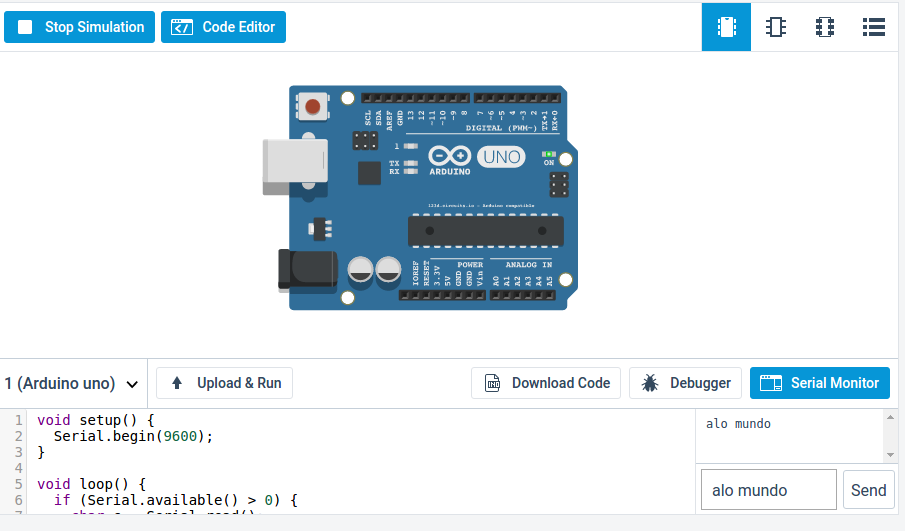 Stop Simulation
Code Editor
SCL
SDA
AREF
GND
13
12
~11
~10
~9
8
7
~6
~5
4
~3
2
TX→1
RX←0
DIGITAL (PWM~)
1
TX
RX
ARDUINO
UNO
ON
123d.circuits.io - Arduino compatible
POWER
ANALOG IN
IOREF
RESET
3.3V
5V
GND
GND
Vin
A0
A1
A2
A3
A4
A5
1 (Arduino uno)
Upload & Run
Download Code
Debugger
Serial Monitor
1 void setup() {
2 Serial.begin(9600);
3 }
4
5 void loop() {
6 if (Serial.available() > 0) {
alo mundo
alo mundo
Send